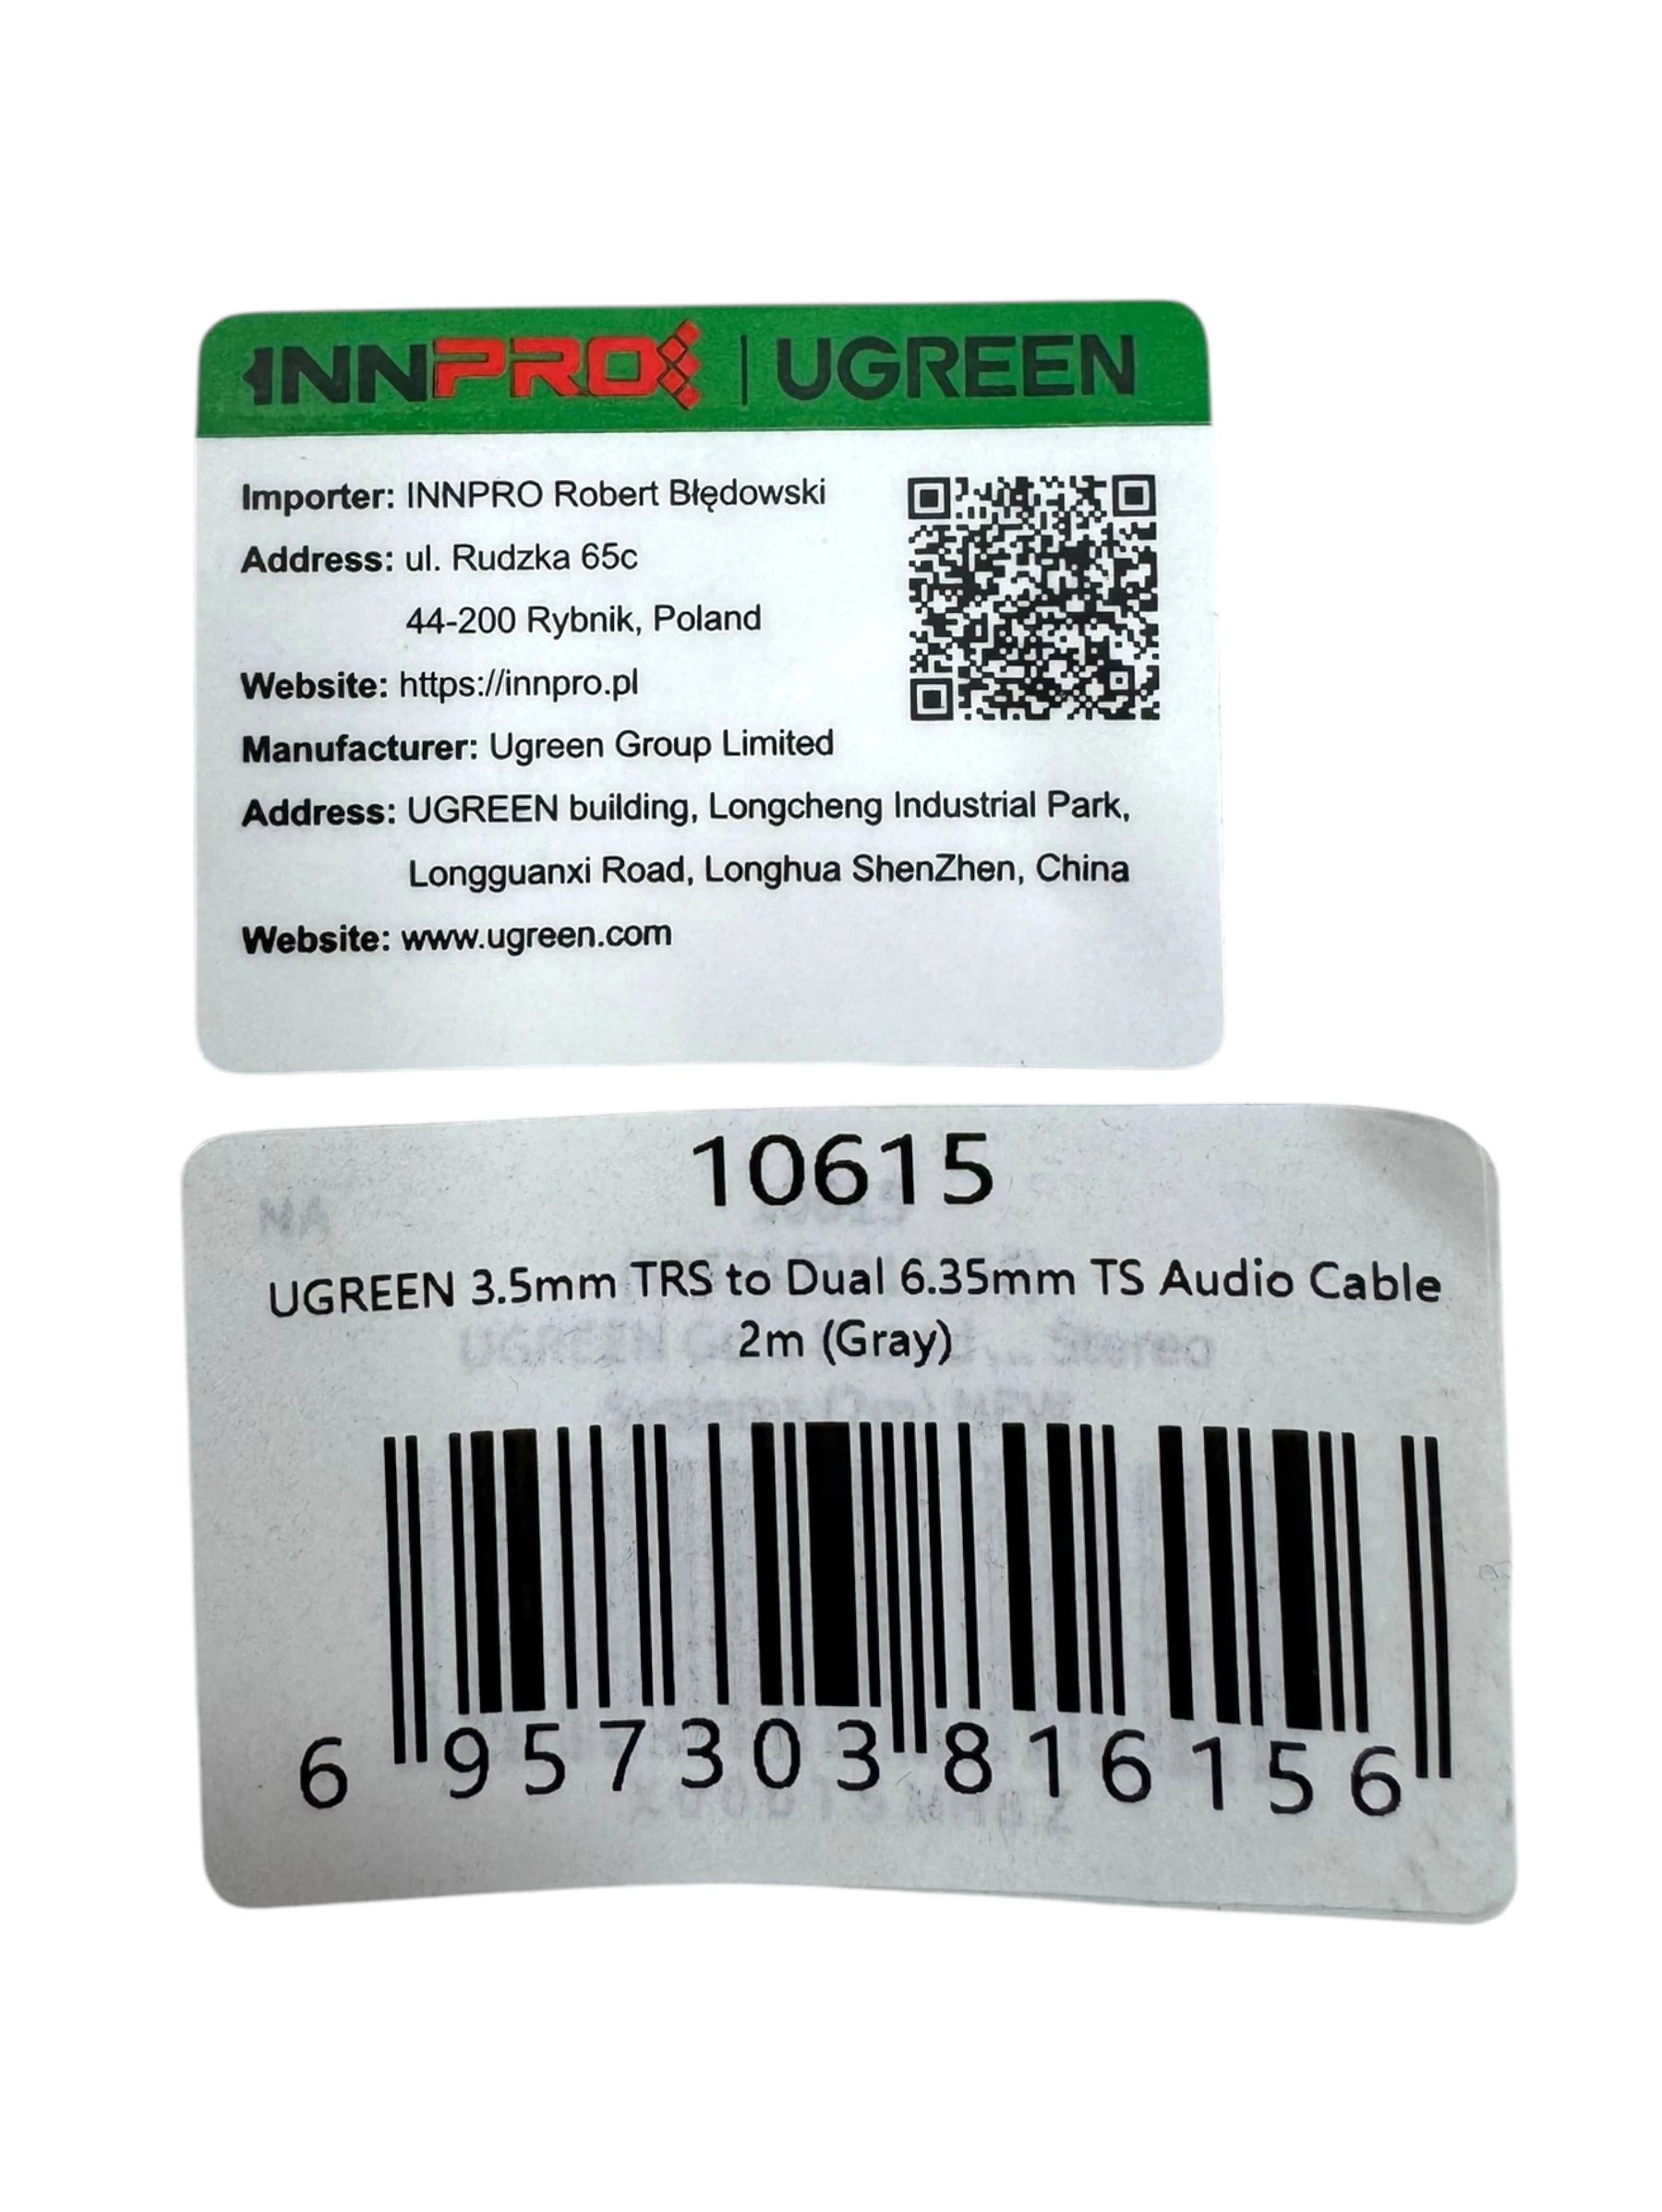 INNPRO | UGREEN
Importer: INNPRO Robert Błędowski
Address: ul. Rudzka 65c
44-200 Rybnik, Poland
Website: https://innpro.pl
Manufacturer: Ugreen Group Limited
Address: UGREEN building, Longcheng Industrial Park,
Longguanxi Road, Longhua ShenZhen, China
Website: www.ugreen.com
10615
NA
UGREEN 3.5mm TRS to Dual 6.35mm TS Audio Cable
2m (Gray)
6 957303 816156